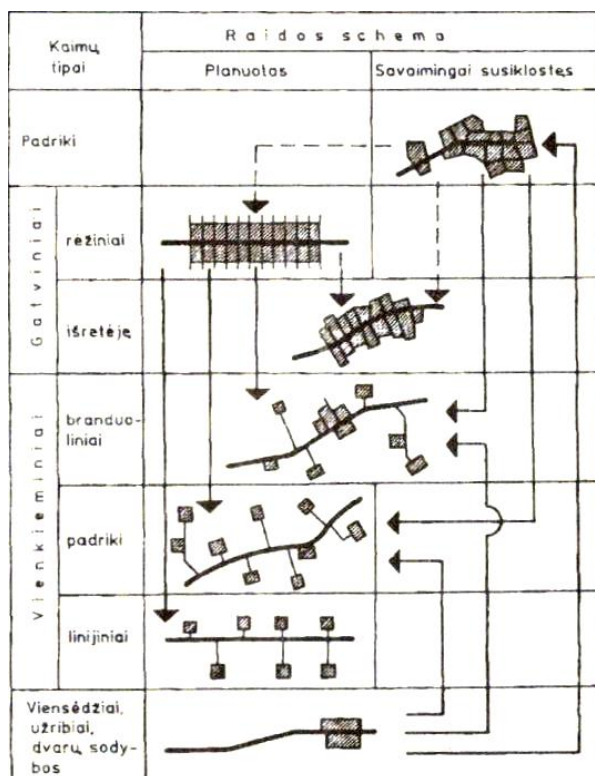 Kaimų
tipai
Raidos schema
Planuotas
Savaimingai susiklostęs
Padriki
Gatviniai
rėžiniai
išretėję
Vienkieminiai
branduo-
liniai
padriki
linijiniai
Viensėdžiai,
užribiai,
dvarų sody-
bos